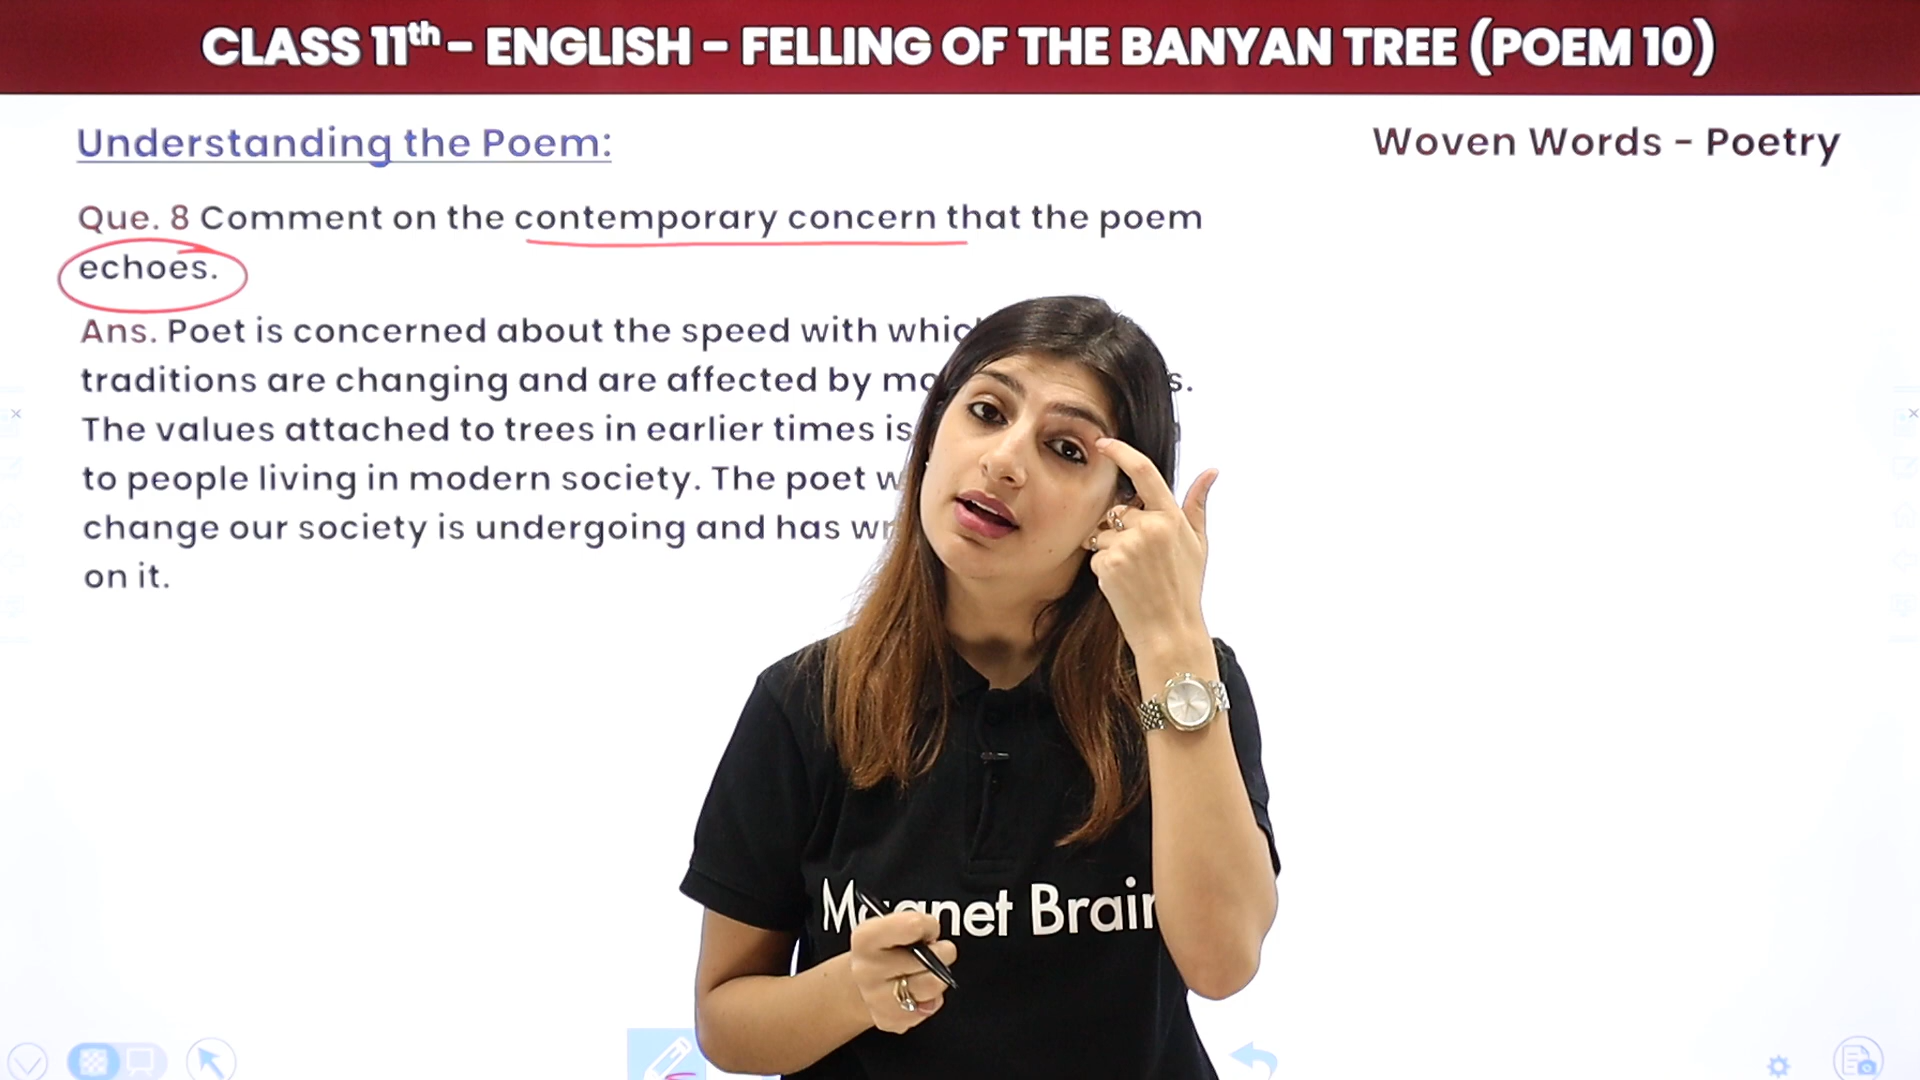 CLASS 11th - ENGLISH - FELLING OF THE BANYAN TREE (POEM 10)
Understanding the Poem:
Woven Words - Poetry
Que. 8 Comment on the contemporary concern that the poem
echoes.
Ans. Poet is concerned about the speed with
traditions are changing and are affected by
The values attached to trees in earlier times is
to people living in modern society. The poet
change our society is undergoing and has
on it.
Magnet Brain